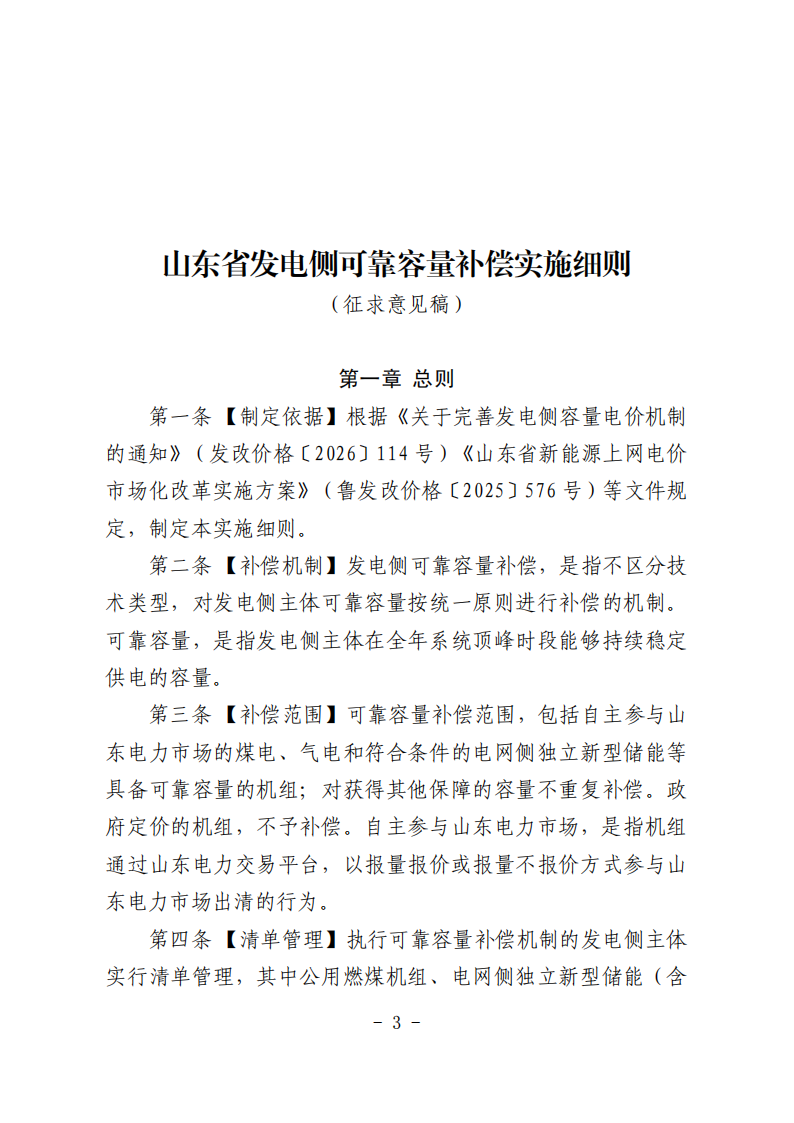 山东省发电侧可靠容量补偿实施细则
（征求意见稿）
第一章 总则
第一条 【制定依据】根据《关于完善发电侧容量电价机制
的通知》（发改价格〔2026〕114 号）《山东省新能源上网电价
市场化改革实施方案》（鲁发改价格〔2025〕576 号）等文件规
定，制定本实施细则。
第二条 【补偿机制】发电侧可靠容量补偿，是指不区分技
术类型，对发电侧主体可靠容量按统一原则进行补偿的机制。
可靠容量，是指发电侧主体在全年系统顶峰时段能够持续稳定
供电的容量。
第三条 【补偿范围】可靠容量补偿范围，包括自主参与山
东电力市场的煤电、气电和符合条件的电网侧独立新型储能等
具备可靠容量的机组；对获得其他保障的容量不重复补偿。政
府定价的机组，不予补偿。自主参与山东电力市场，是指机组
通过山东电力交易平台，以报量报价或报量不报价方式参与山
东电力市场出清的行为。
第四条 【清单管理】执行可靠容量补偿机制的发电侧主体
实行清单管理，其中公用燃煤机组、电网侧独立新型储能（含
- 3 -